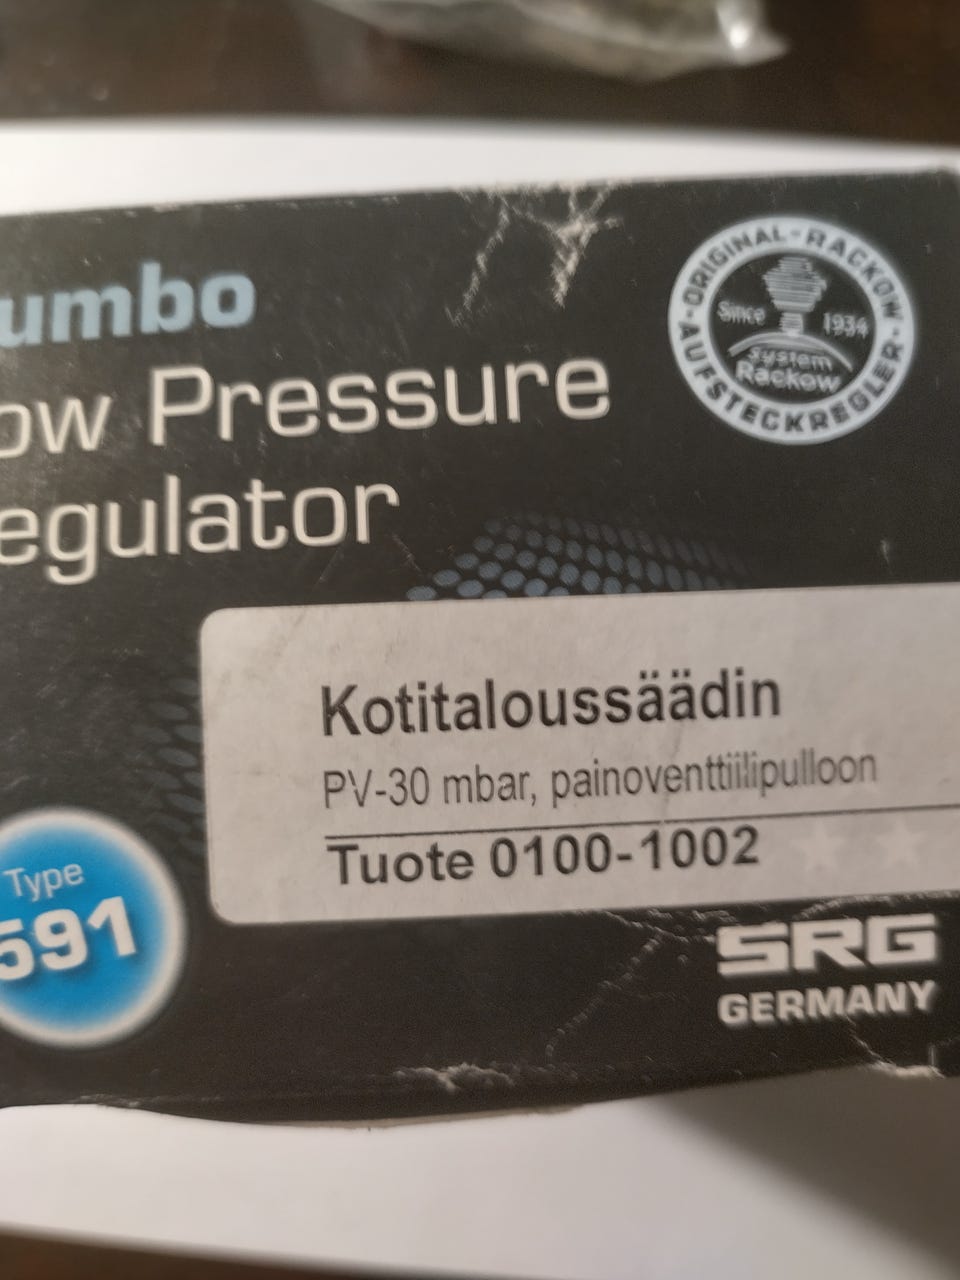 umbo
ow Pressure
egulator
ORIGINAL-RACKOW-AUFSTECKREGLER-
Since 1934
System
Rackow
Kotitaloussäädin
PV-30 mbar, painoventtiilipulloon
Tuote 0100-1002
Type
591
SRG
GERMANY